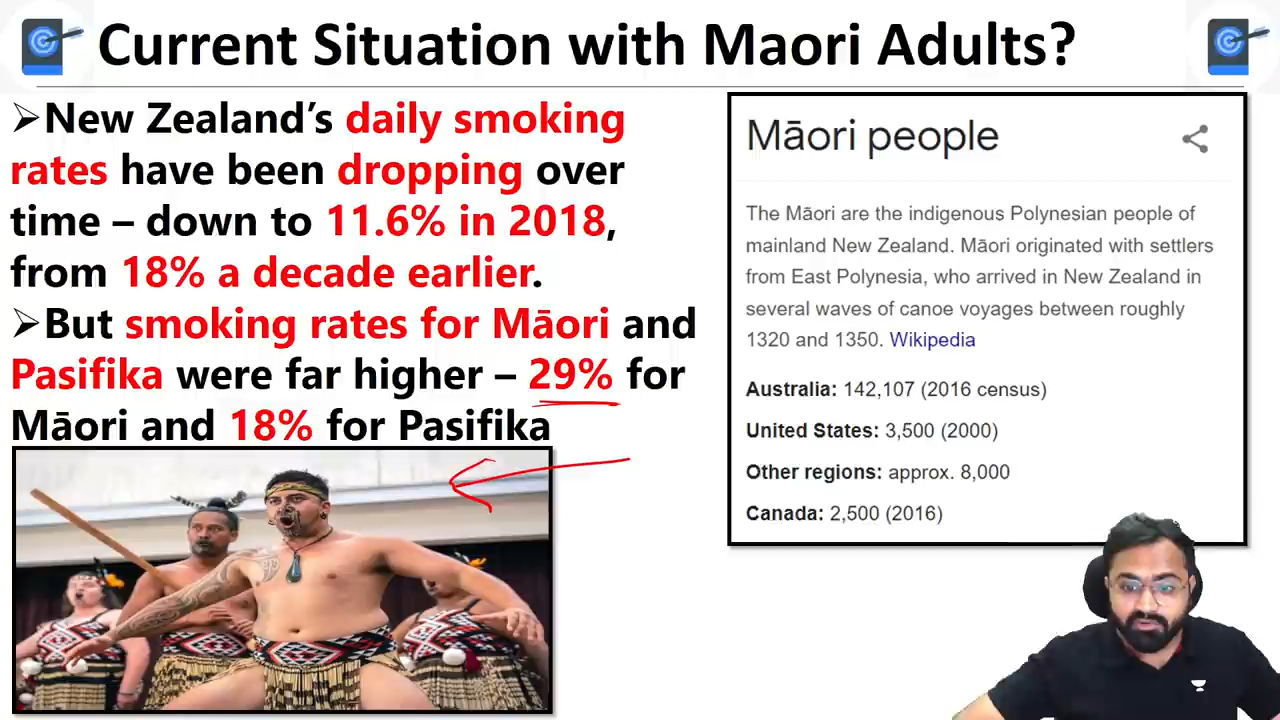 Current Situation with Maori Adults?
➢New Zealand’s daily smoking
rates have been dropping over
time – down to 11.6% in 2018,
from 18% a decade earlier.
➢But smoking rates for Māori and
Pasifika were far higher – 29% for
Māori and 18% for Pasifika
Māori people
The Māori are the indigenous Polynesian people of
mainland New Zealand. Māori originated with settlers
from East Polynesia, who arrived in New Zealand in
several waves of canoe voyages between roughly
1320 and 1350. Wikipedia
Australia: 142,107 (2016 census)
United States: 3,500 (2000)
Other regions: approx. 8,000
Canada: 2,500 (2016)